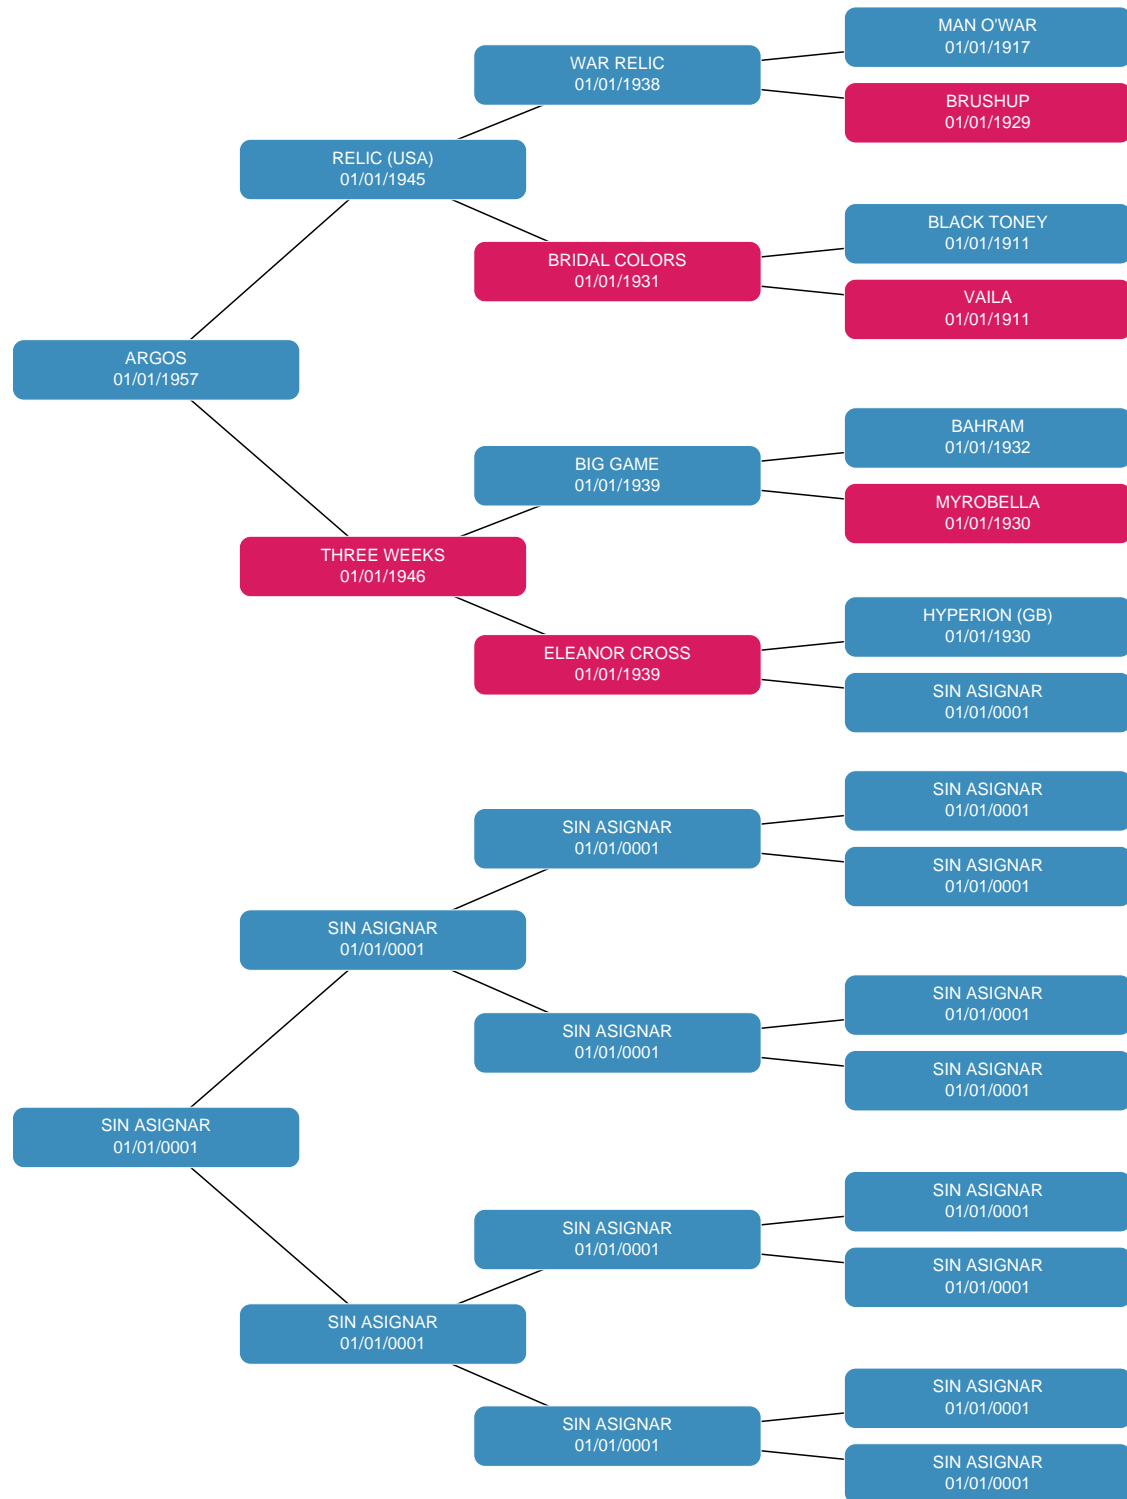 MAN O'WAR
01/01/1917
WAR RELIC
01/01/1938
BRUSHUP
01/01/1929
RELIC (USA)
01/01/1945
BLACK TONEY
01/01/1911
BRIDAL COLORS
01/01/1931
VAILA
01/01/1911
ARGOS
01/01/1957
BAHRAM
01/01/1932
BIG GAME
01/01/1939
MYROBELLA
01/01/1930
THREE WEEKS
01/01/1946
HYPERION (GB)
01/01/1930
ELEANOR CROSS
01/01/1939
SIN ASIGNAR
01/01/0001
SIN ASIGNAR
01/01/0001
SIN ASIGNAR
01/01/0001
SIN ASIGNAR
01/01/0001
SIN ASIGNAR
01/01/0001
SIN ASIGNAR
01/01/0001
SIN ASIGNAR
01/01/0001
SIN ASIGNAR
01/01/0001
SIN ASIGNAR
01/01/0001
SIN ASIGNAR
01/01/0001
SIN ASIGNAR
01/01/0001
SIN ASIGNAR
01/01/0001
SIN ASIGNAR
01/01/0001
SIN ASIGNAR
01/01/0001
SIN ASIGNAR
01/01/0001
SIN ASIGNAR
01/01/0001